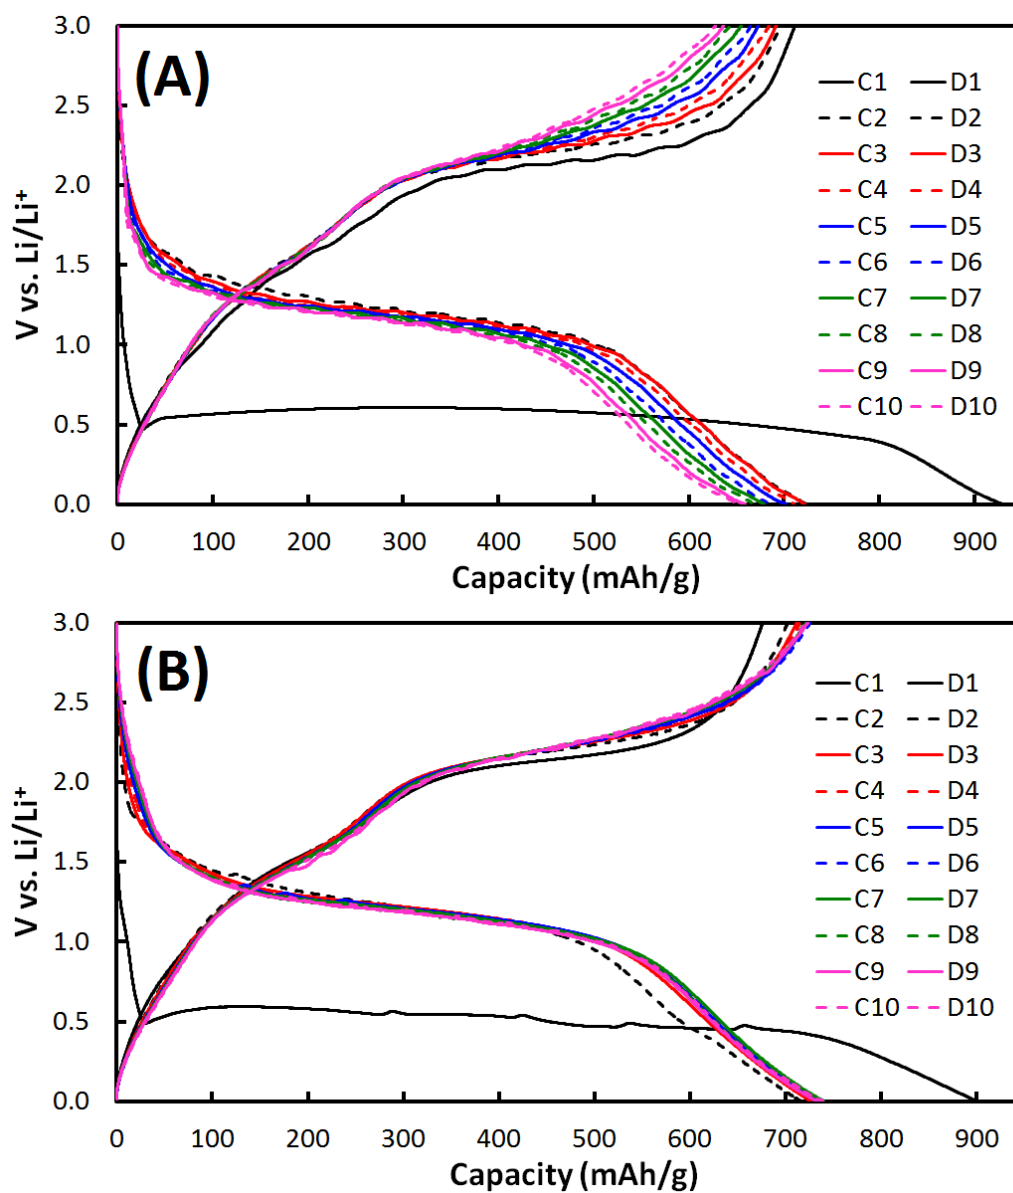 (A)
V vs. Li/Li+
3.0
2.5
2.0
1.5
1.0
0.5
0.0
C1 D1
C2 D2
C3 D3
C4 D4
C5 D5
C6 D6
C7 D7
C8 D8
C9 D9
C10 D10
0 100 200 300 400 500 600 700 800 900
Capacity (mAh/g)
(B)
V vs. Li/Li+
3.0
2.5
2.0
1.5
1.0
0.5
0.0
C1 D1
C2 D2
C3 D3
C4 D4
C5 D5
C6 D6
C7 D7
C8 D8
C9 D9
C10 D10
0 100 200 300 400 500 600 700 800 900
Capacity (mAh/g)